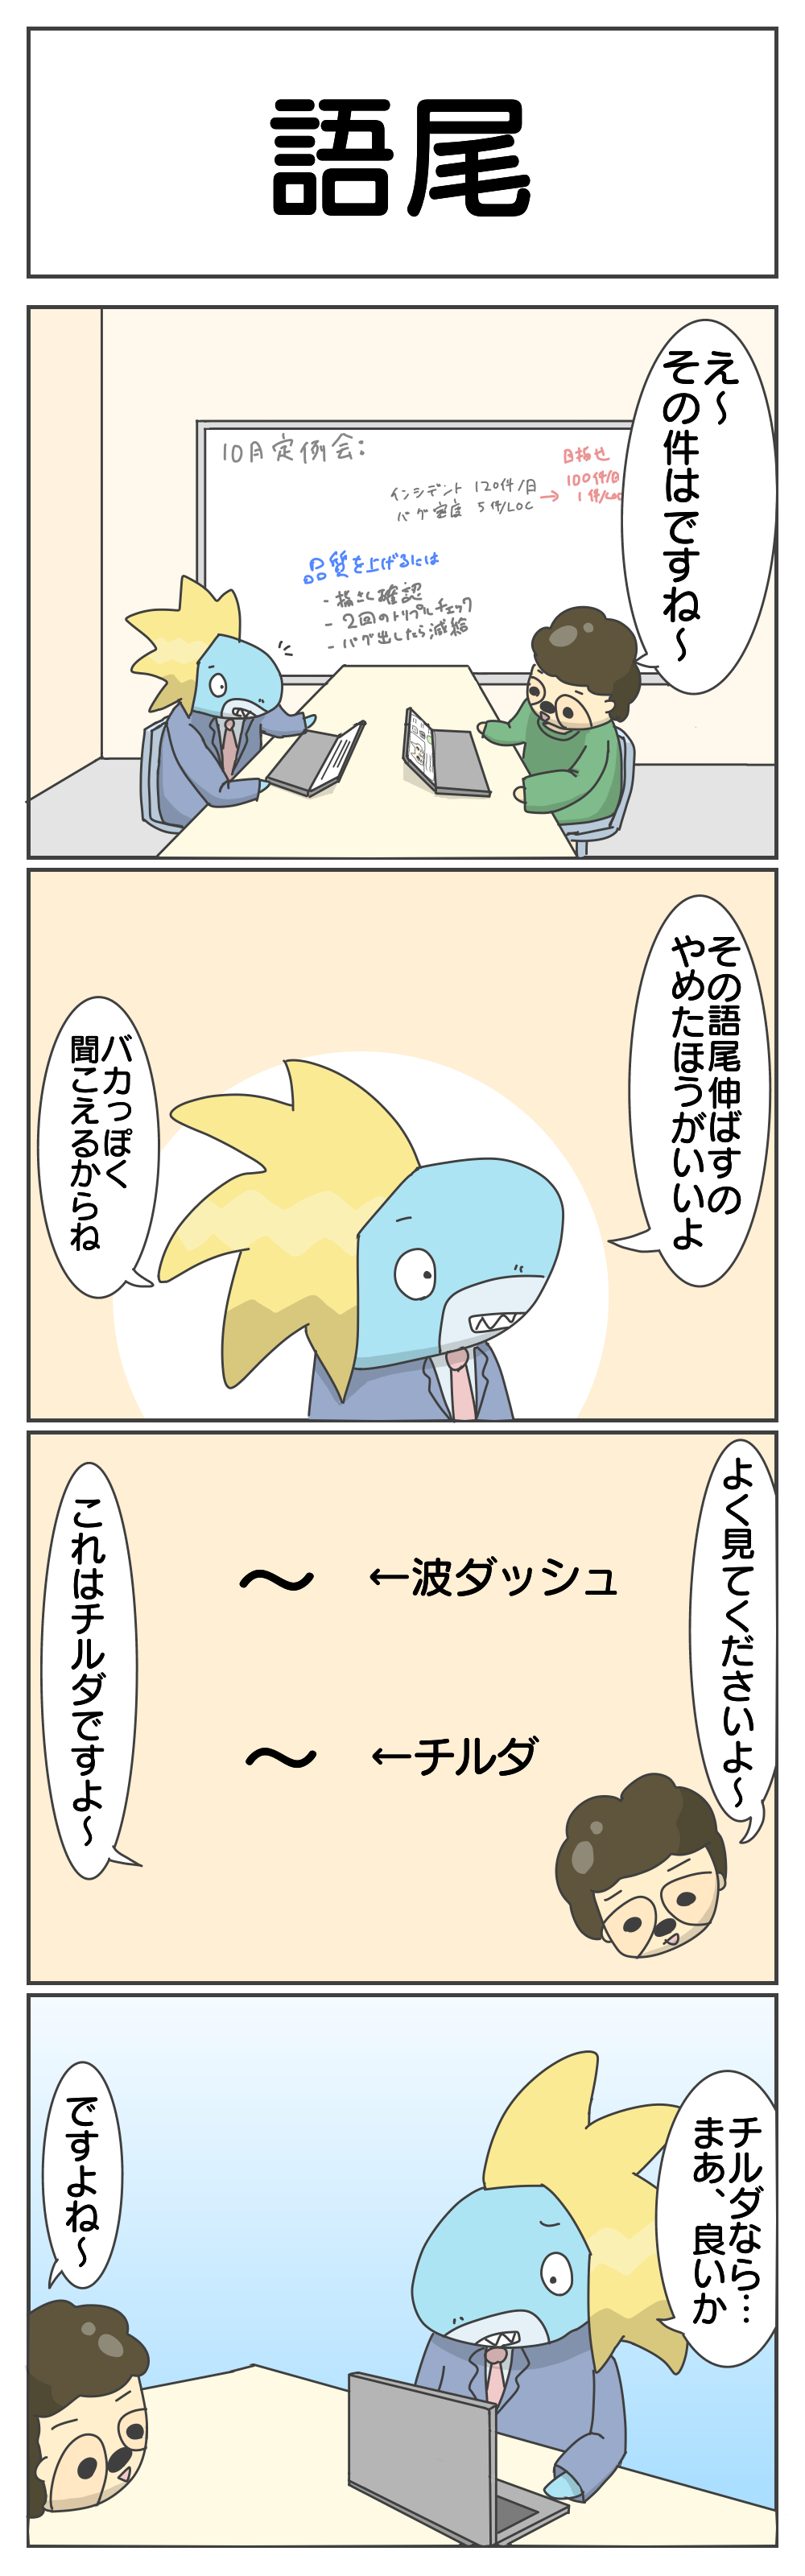 語尾
え〜
その件はですね〜
10月定例会:
インシデント 120件/日
バグ密度 5件/LOC
→
目指せ
100件/日
1件/LOC
品質を上げるには
- 指さし確認
- 2回のトリプルチェック
- バグ出したら減給
その語尾伸ばすの
やめたほうがいいよ
バカっぽく
聞こえるからね
よく見てくださいよ〜
〜 ←波ダッシュ
〜 ←チルダ
これはチルダですよ〜
チルダなら…
まあ、良いか
ですよね〜